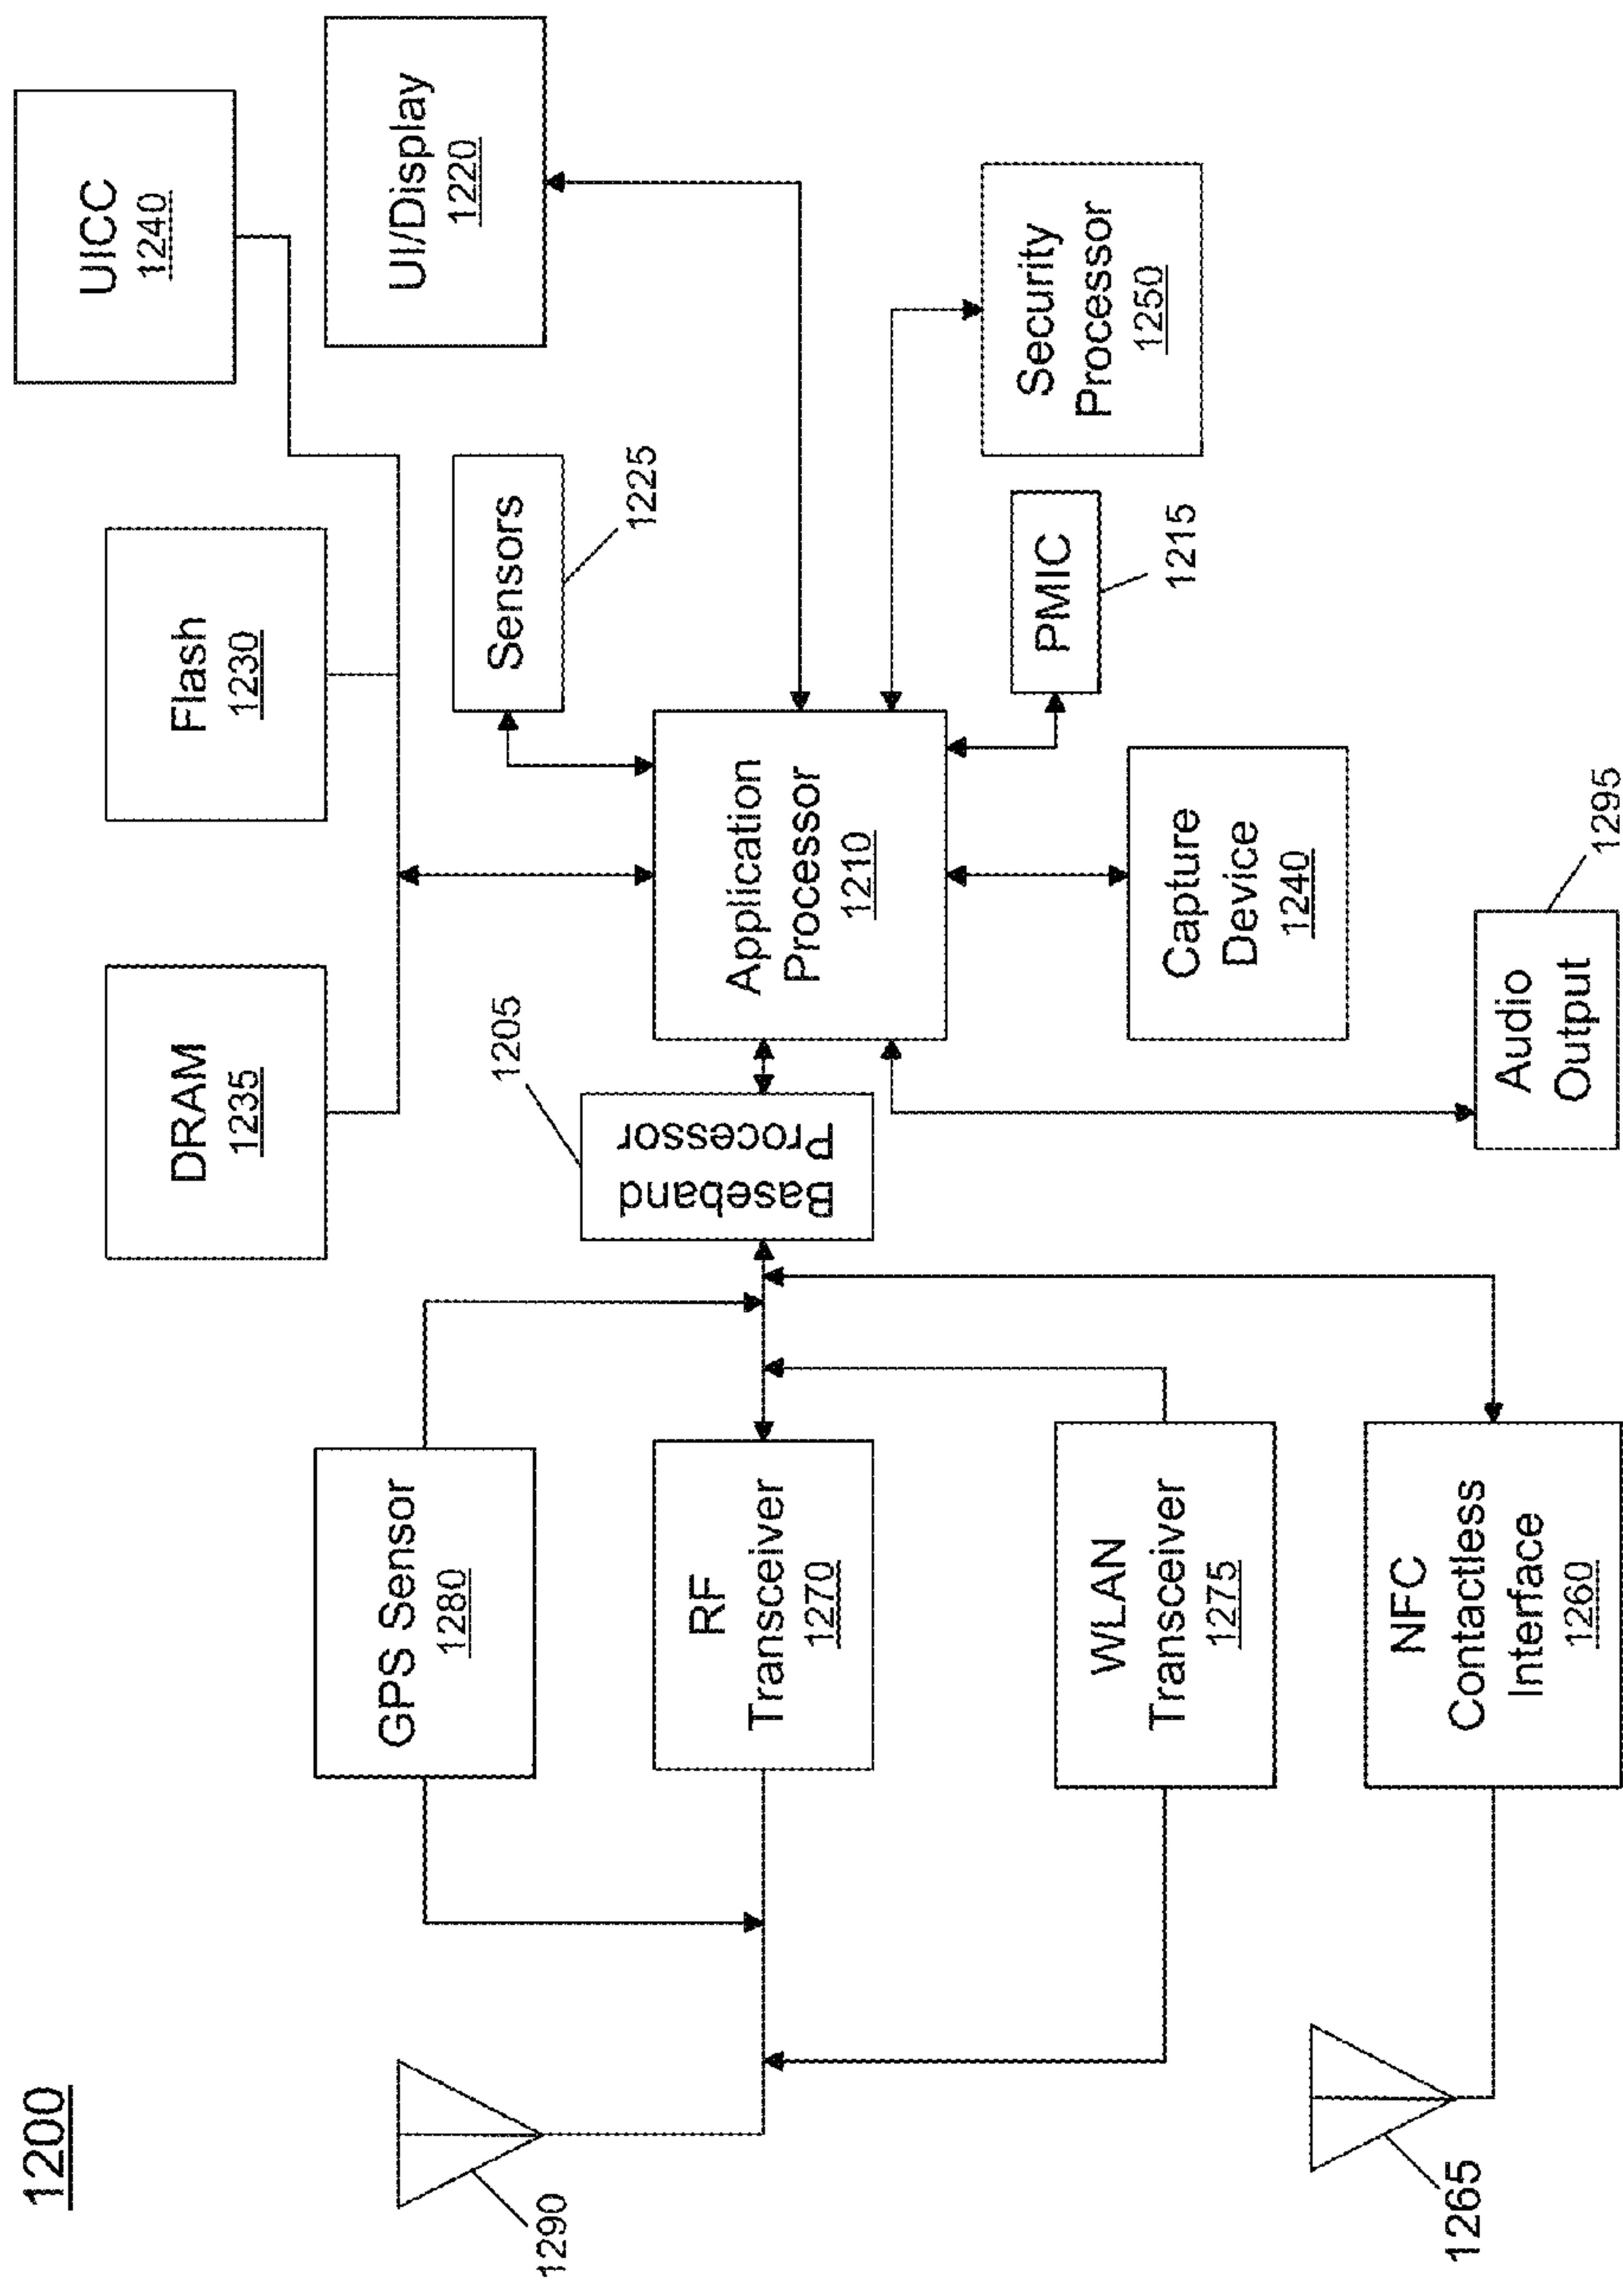 1200
UICC
1240
Flash
1230
DRAM
1235
UI/Display
1220
Sensors
1225
GPS Sensor
1280
1205
Baseband
Processor
Application
Processor
1210
RF
Transceiver
1270
1290
Security
Processor
1250
PMIC
1215
Capture
Device
1240
WLAN
Transceiver
1275
Audio
Output
1295
NFC
Contactless
Interface
1260
1265